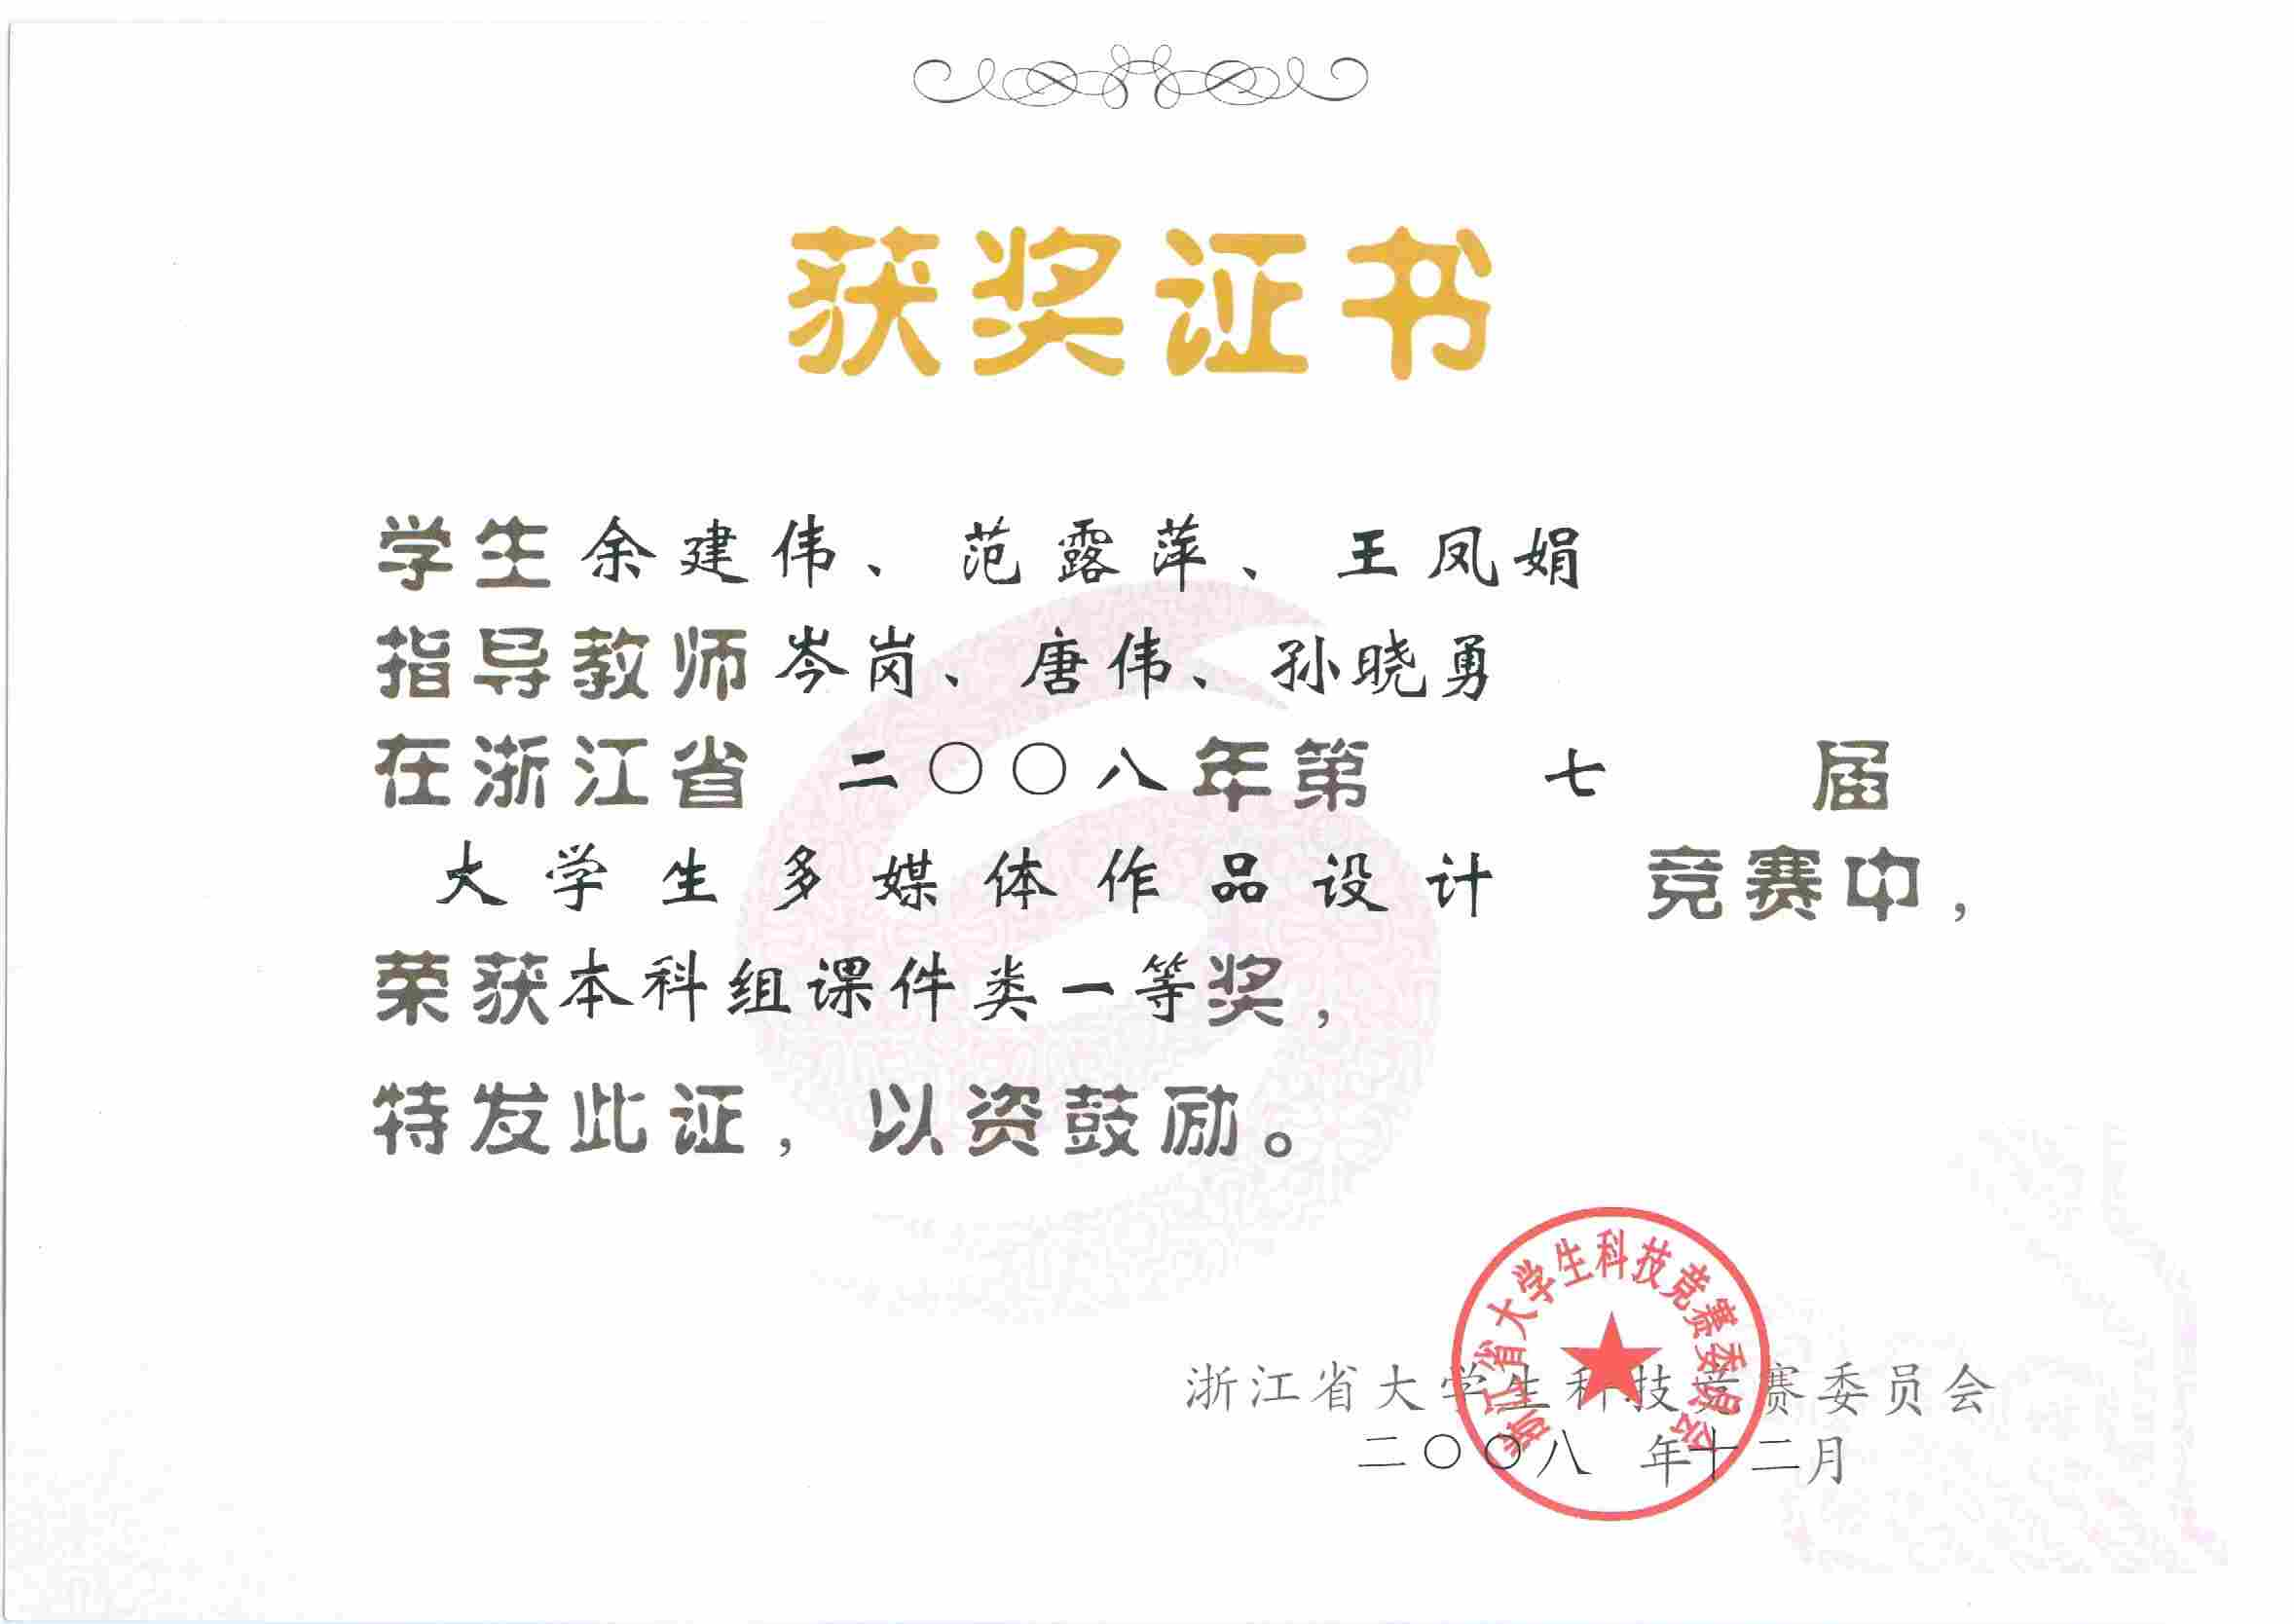 获奖证书
学生余建伟、范露萍、王凤娟
指导教师岑岗、唐伟、孙晓勇
在浙江省 二〇〇八年第 七 届
大学生多媒体作品设计 竞赛中，
荣获本科组课件类一等奖，
特发此证，以资鼓励。
浙江省大学生科技竞赛委员会
浙江省大学生科技竞赛委员会
二〇〇八 年十二月